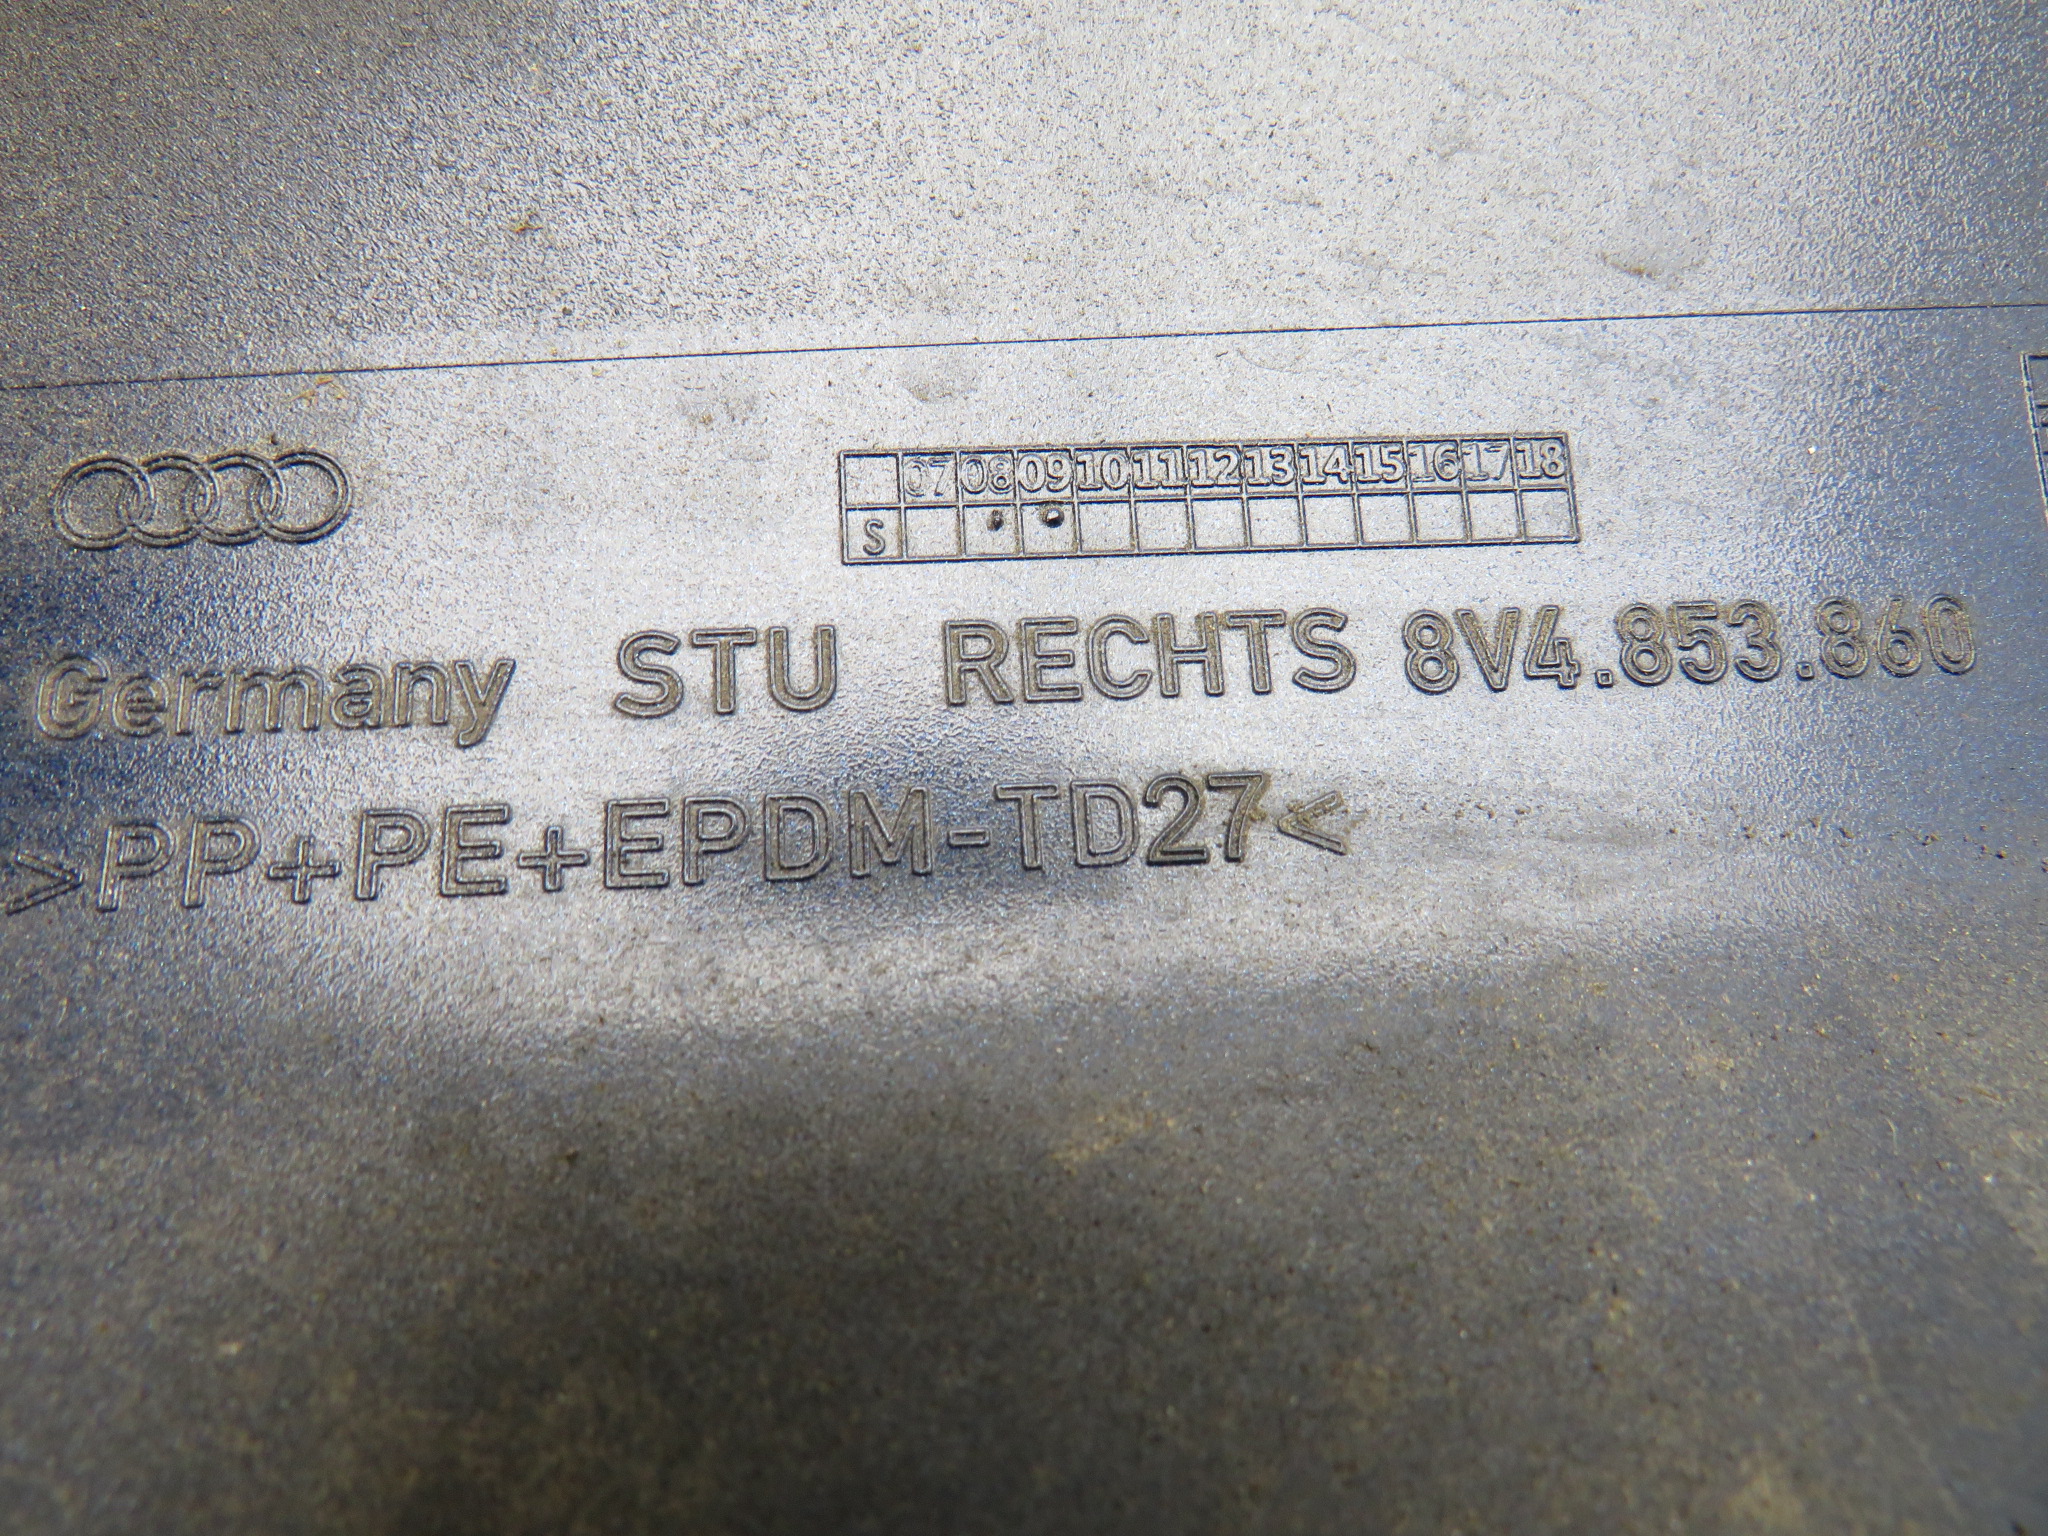 07 08 09 10 11 12 13 14 15 16 17 18
S
Germany STU RECHTS 8V4.853.860
>PP+PE+EPDM-TD27<